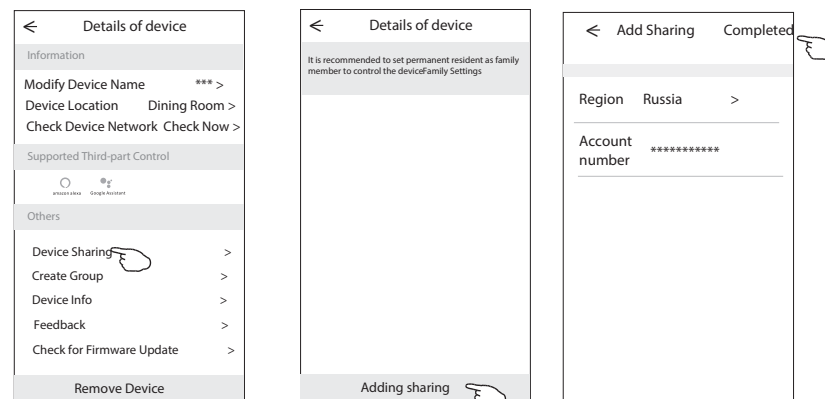 Details of device
Information
Modify Device Name *** >
Device Location Dining Room >
Check Device Network Check Now >
Supported Third-part Control
amazon alexa Google Assistant
Others
Device Sharing >
Create Group >
Device Info >
Feedback >
Check for Firmware Update >
Remove Device
Details of device
It is recommended to set permanent resident as family
member to control the deviceFamily Settings
Adding sharing
Add Sharing Completed
Region Russia >
Account
number ***********